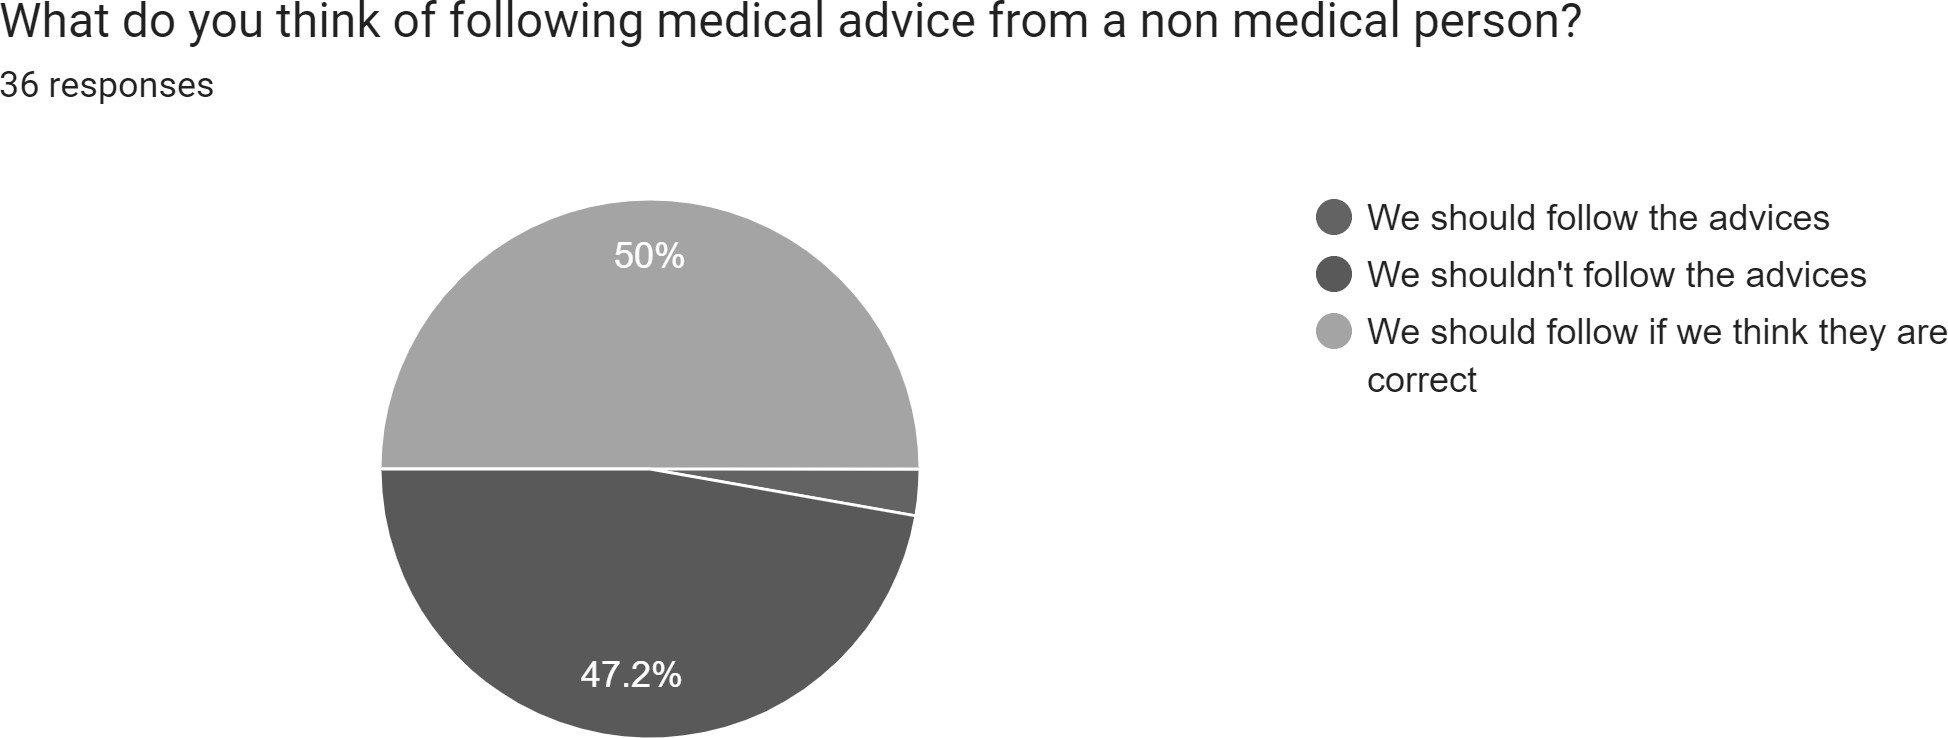 What do you think of following medical advice from a non medical person?
36 responses
50%
47.2%
We should follow the advices
We shouldn't follow the advices
We should follow if we think they are
correct